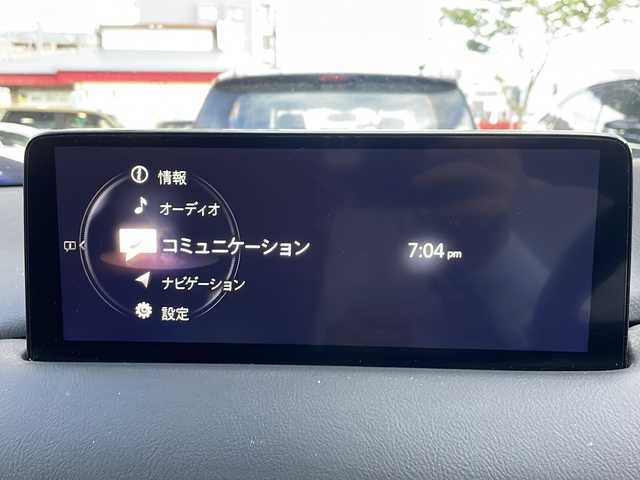 情報
オーディオ
コミュニケーション
ナビゲーション
設定
7:04 pm